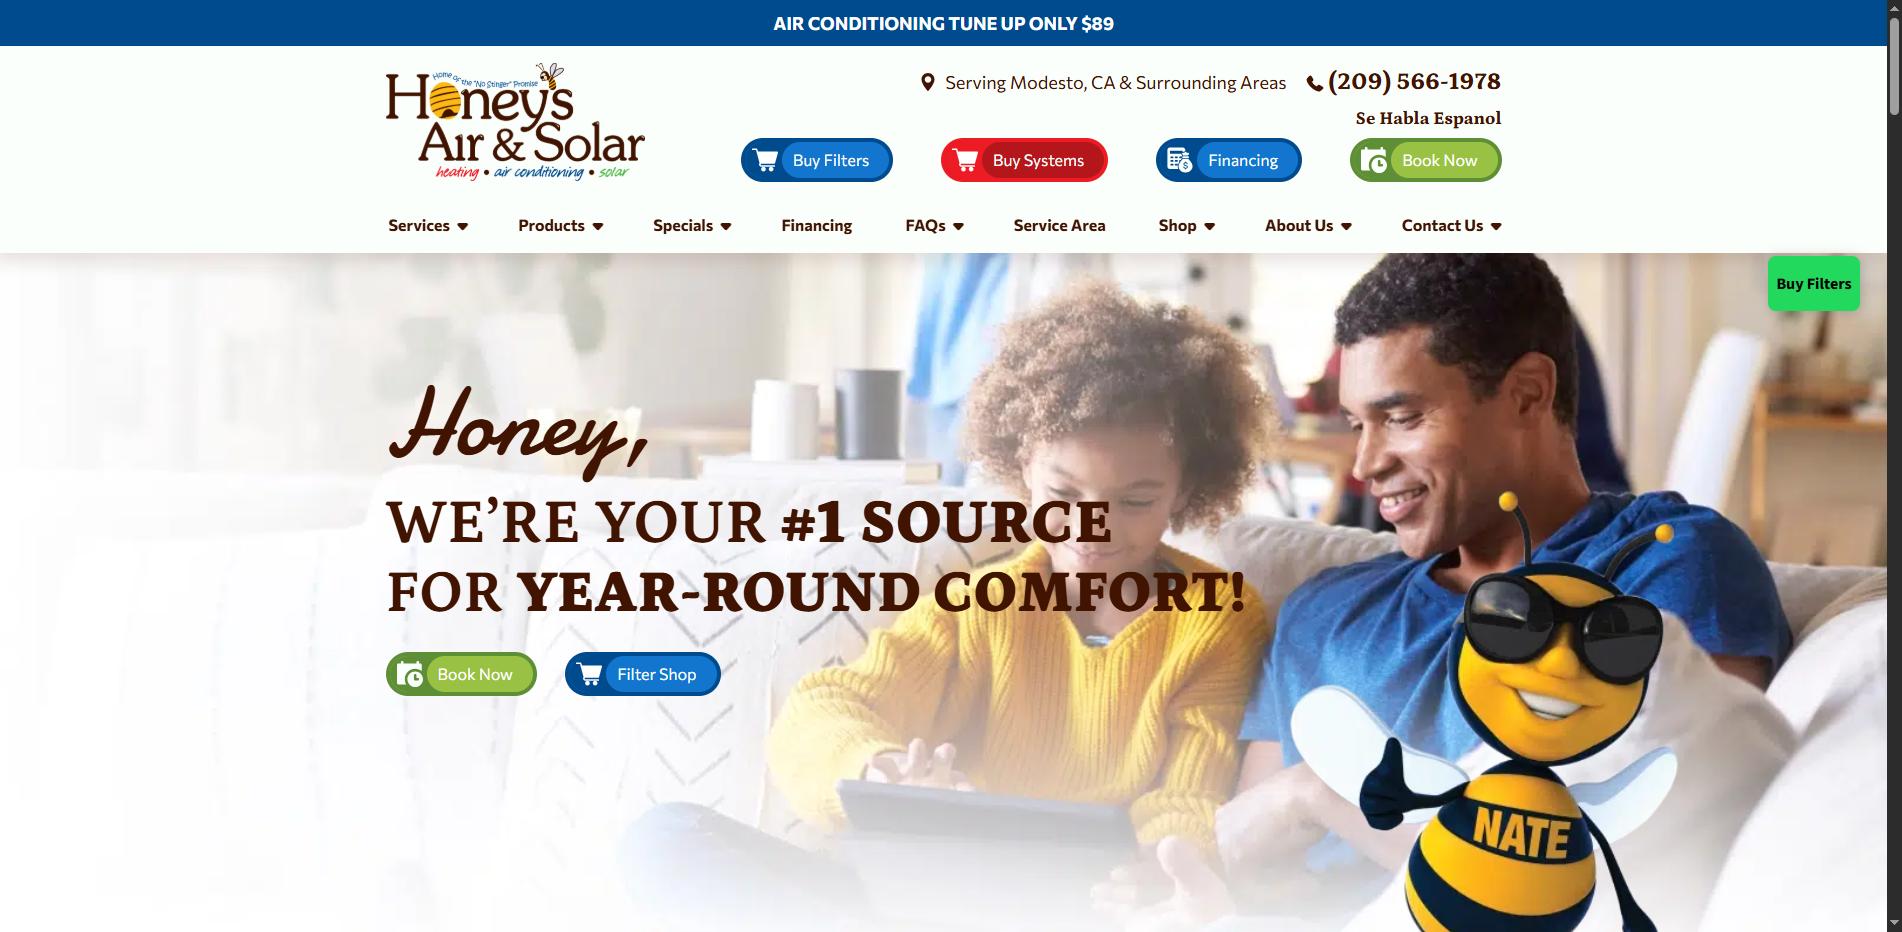 AIR CONDITIONING TUNE UP ONLY $89
Home of the "No Stinger" Promise
Honey's
Air & Solar
heating • air conditioning • solar
Serving Modesto, CA & Surrounding Areas
(209) 566-1978
Se Habla Espanol
Buy Filters
Buy Systems
Financing
Book Now
Services
Products
Specials
Financing
FAQs
Service Area
Shop
About Us
Contact Us
Buy Filters
Honey,
WE'RE YOUR #1 SOURCE
FOR YEAR-ROUND COMFORT!
Book Now
Filter Shop
NATE